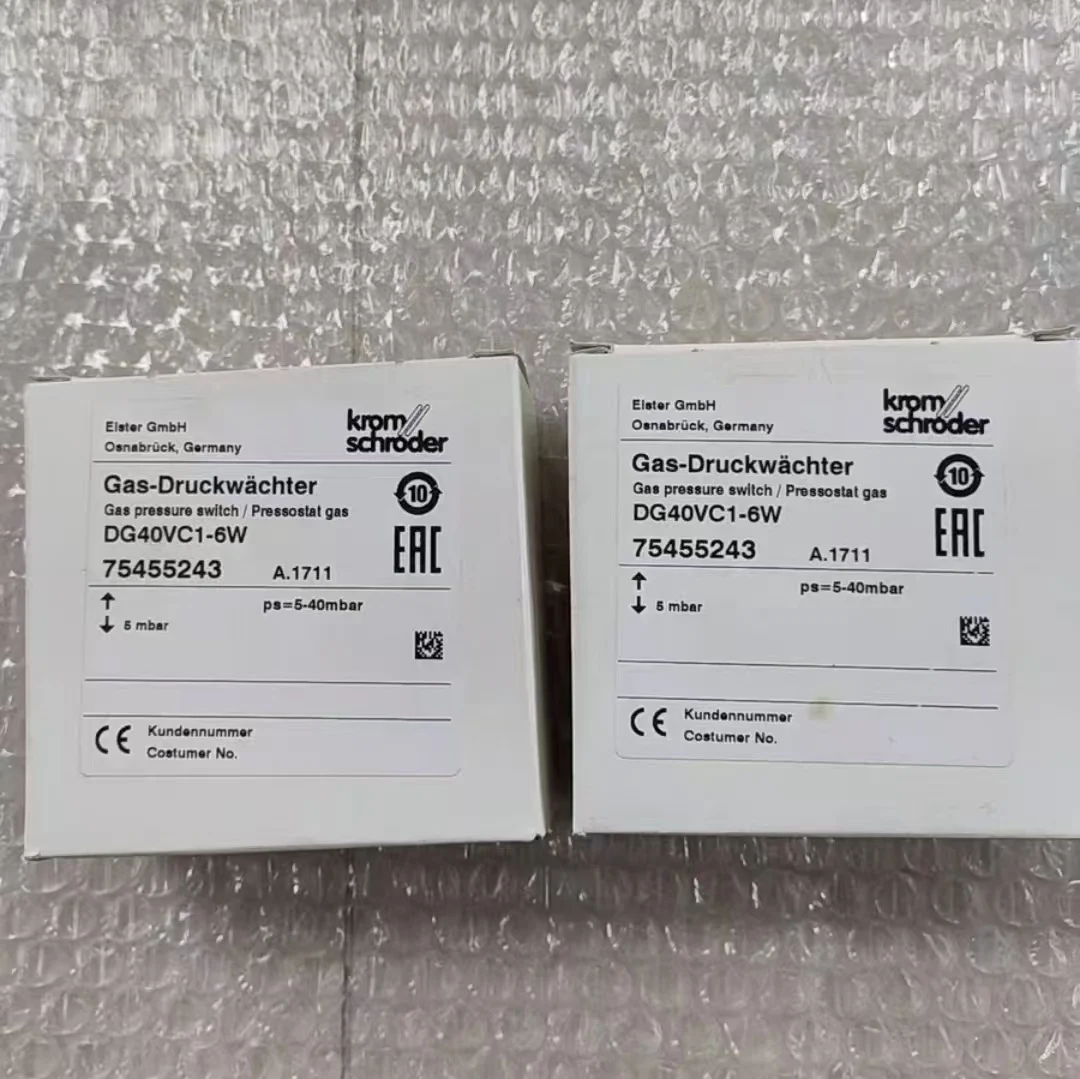 Elster GmbH
Osnabrück, Germany
krom
schroder
Gas-Druckwächter
Gas pressure switch / Pressostat gas
10
DG40VC1-6W
EAC
75455243 A.1711
ps=5-40mbar
5 mbar
CE
Kundennummer
Costumer No.
Elster GmbH
Osnabrück, Germany
krom
schroder
Gas-Druckwächter
Gas pressure switch / Pressostat gas
10
DG40VC1-6W
EAC
75455243 A.1711
ps=5-40mbar
5 mbar
CE
Kundennummer
Costumer No.